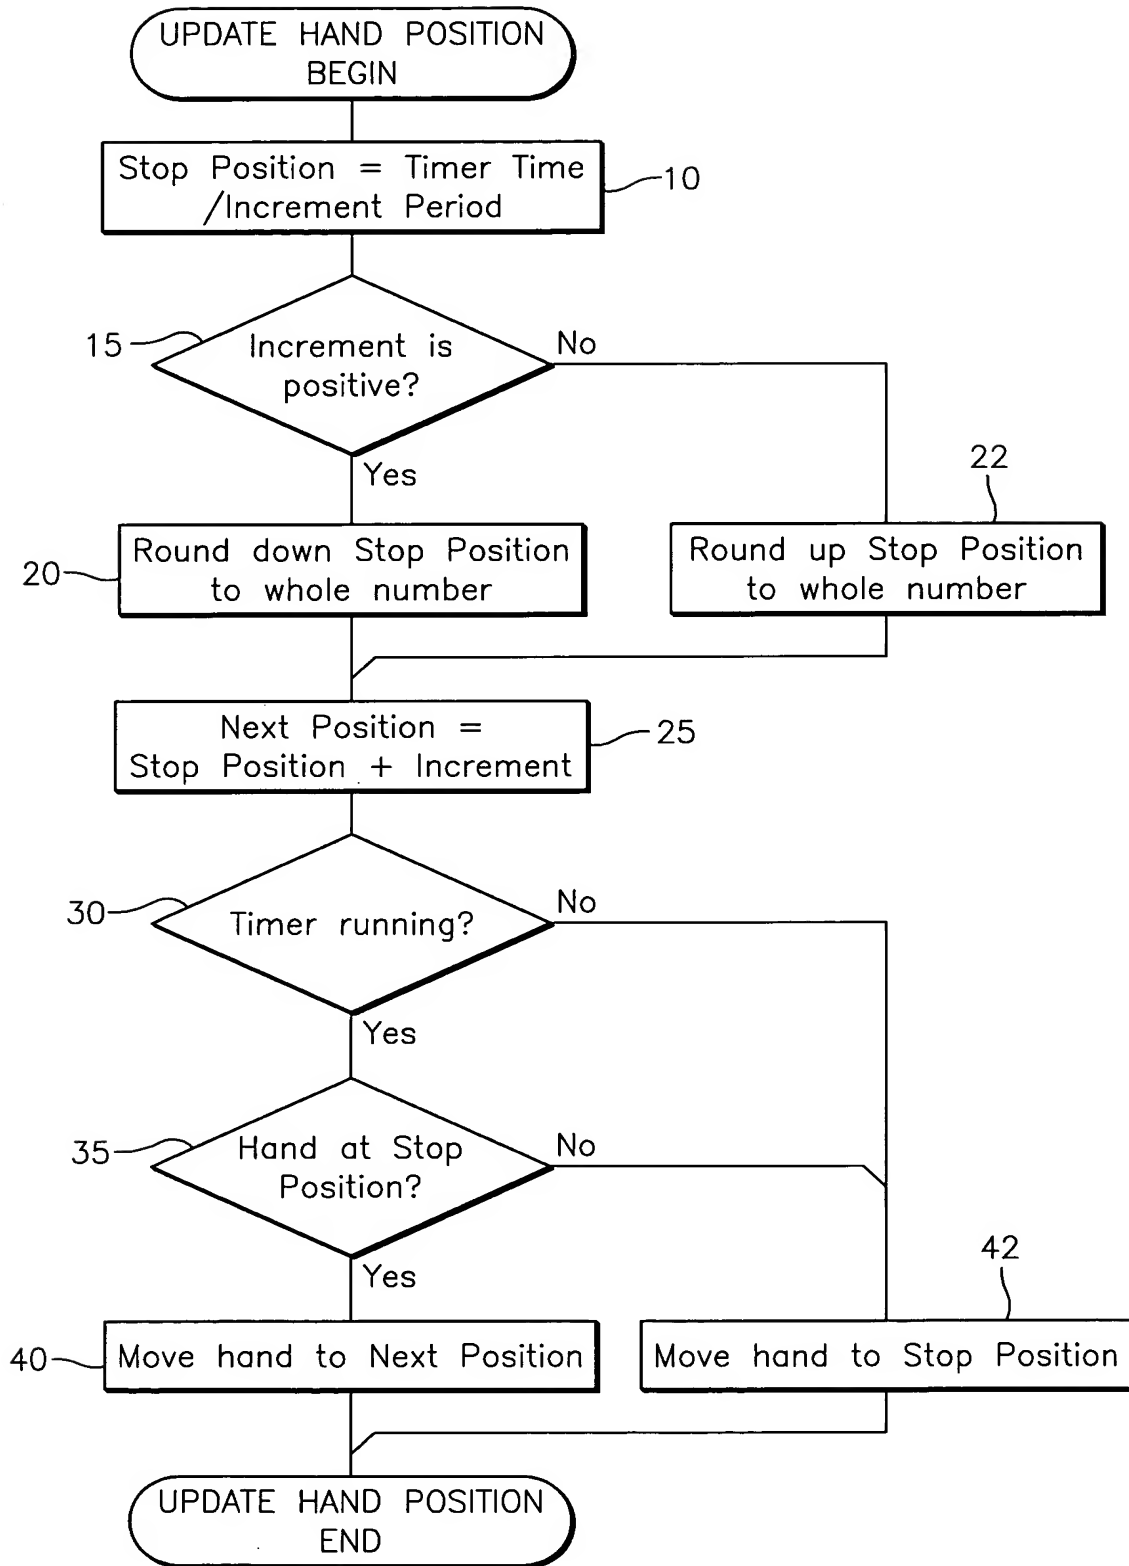 UPDATE HAND POSITION
BEGIN
Stop Position = Timer Time
/Increment Period
10
15
Increment is
positive?
No
Yes
22
20
Round down Stop Position
to whole number
Round up Stop Position
to whole number
Next Position =
Stop Position + Increment
25
30
Timer running?
No
Yes
35
Hand at Stop
Position?
No
Yes
42
40
Move hand to Next Position
Move hand to Stop Position
UPDATE HAND POSITION
END